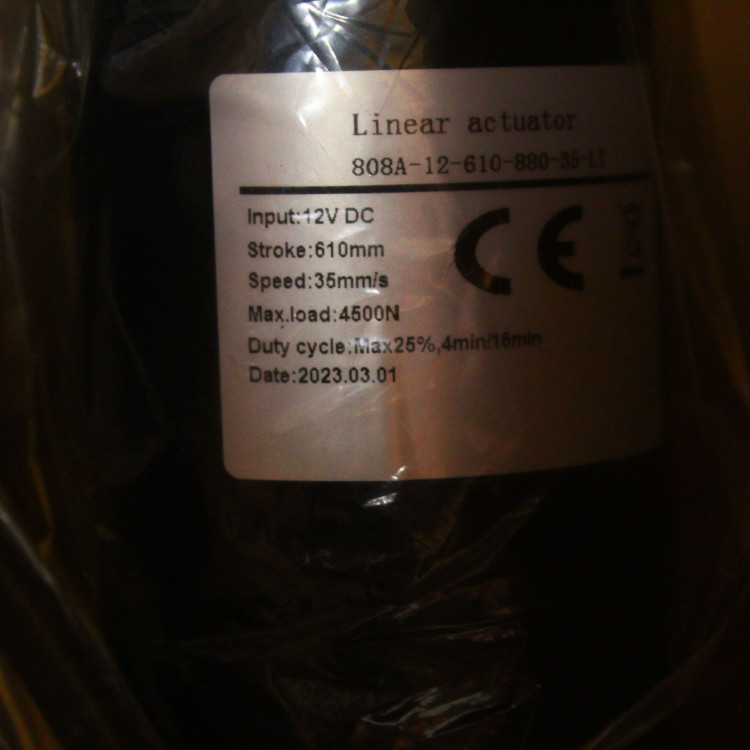 Linear actuator
808A-12-610-880-35-LT
Input:12V DC
Stroke:610mm
Speed:35mm/s
Max.load:4500N
Duty cycle:Max25%,4min/16min
Date:2023.03.01
CE